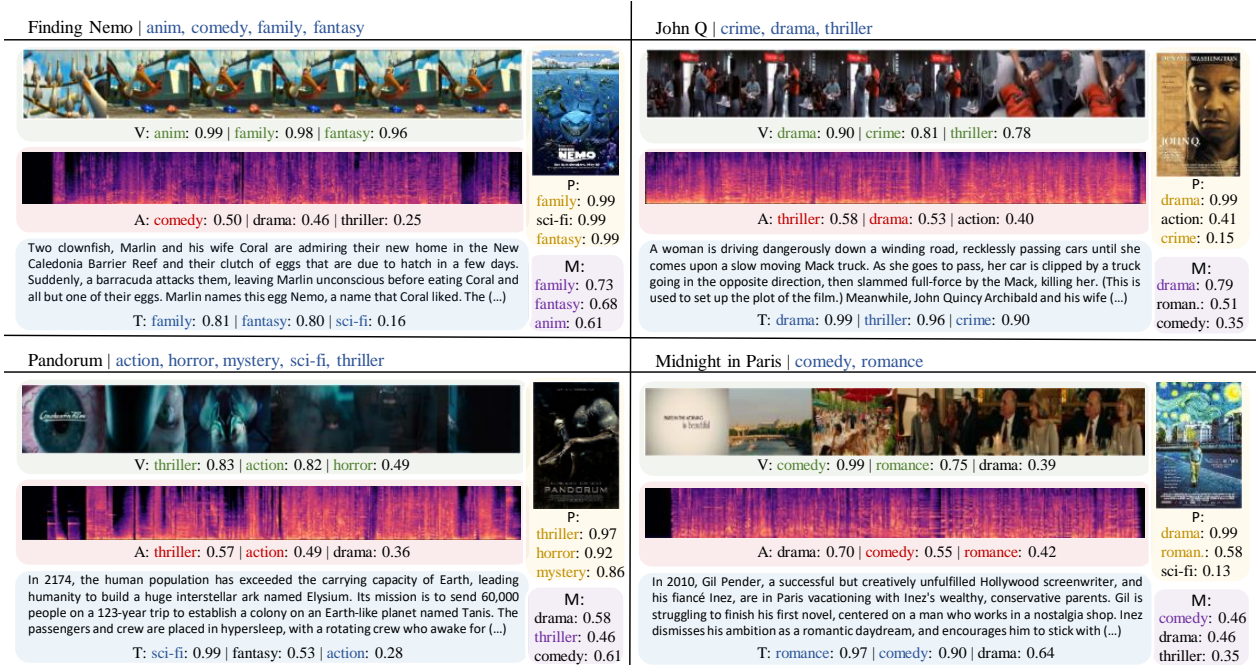 Finding Nemo | anim, comedy, family, fantasy
V: anim: 0.99 | family: 0.98 | fantasy: 0.96
A: comedy: 0.50 | drama: 0.46 | thriller: 0.25
Two clownfish, Marlin and his wife Coral are admiring their new home in the New
Caledonia Barrier Reef and their clutch of eggs that are due to hatch in a few days.
Suddenly, a barracuda attacks them, leaving Marlin unconscious before eating Coral and
all but one of their eggs. Marlin names this egg Nemo, a name that Coral liked. The (...)
T: family: 0.81 | fantasy: 0.80 | sci-fi: 0.16
NEMO
P:
family: 0.99
sci-fi: 0.99
fantasy: 0.99
M:
family: 0.73
fantasy: 0.68
anim: 0.61
John Q | crime, drama, thriller
V: drama: 0.90 | crime: 0.81 | thriller: 0.78
A: thriller: 0.58 | drama: 0.53 | action: 0.40
A woman is driving dangerously down a winding road, recklessly passing cars until she
comes upon a slow moving Mack truck. As she goes to pass, her car is clipped by a truck
going in the opposite direction, then slammed full-force by the Mack, killing her. (This is
used to set up the plot of the film.) Meanwhile, John Quincy Archibald and his wife (...)
T: drama: 0.99 | thriller: 0.96 | crime: 0.90
WASHINGTON
JOHN Q.
P:
drama: 0.99
action: 0.41
crime: 0.15
M:
drama: 0.79
roman.: 0.51
comedy: 0.35
Pandorum | action, horror, mystery, sci-fi, thriller
Constantin Film
V: thriller: 0.83 | action: 0.82 | horror: 0.49
A: thriller: 0.57 | action: 0.49 | drama: 0.36
In 2174, the human population has exceeded the carrying capacity of Earth, leading
humanity to build a huge interstellar ark named Elysium. Its mission is to send 60,000
people on a 123-year trip to establish a colony on an Earth-like planet named Tanis. The
passengers and crew are placed in hypersleep, with a rotating crew who awake for (...)
T: sci-fi: 0.99 | fantasy: 0.53 | action: 0.28
PANDORUM
P:
thriller: 0.97
horror: 0.92
mystery: 0.86
M:
drama: 0.58
thriller: 0.46
comedy: 0.61
Midnight in Paris | comedy, romance
PARIS IN THE MORNING
is beautiful
V: comedy: 0.99 | romance: 0.75 | drama: 0.39
A: drama: 0.70 | comedy: 0.55 | romance: 0.42
In 2010, Gil Pender, a successful but creatively unfulfilled Hollywood screenwriter, and
his fiancé Inez, are in Paris vacationing with Inez's wealthy, conservative parents. Gil is
struggling to finish his first novel, centered on a man who works in a nostalgia shop. Inez
dismisses his ambition as a romantic daydream, and encourages him to stick with (...)
T: romance: 0.97 | comedy: 0.90 | drama: 0.64
P:
drama: 0.99
roman.: 0.58
sci-fi: 0.13
M:
comedy: 0.46
drama: 0.46
thriller: 0.35